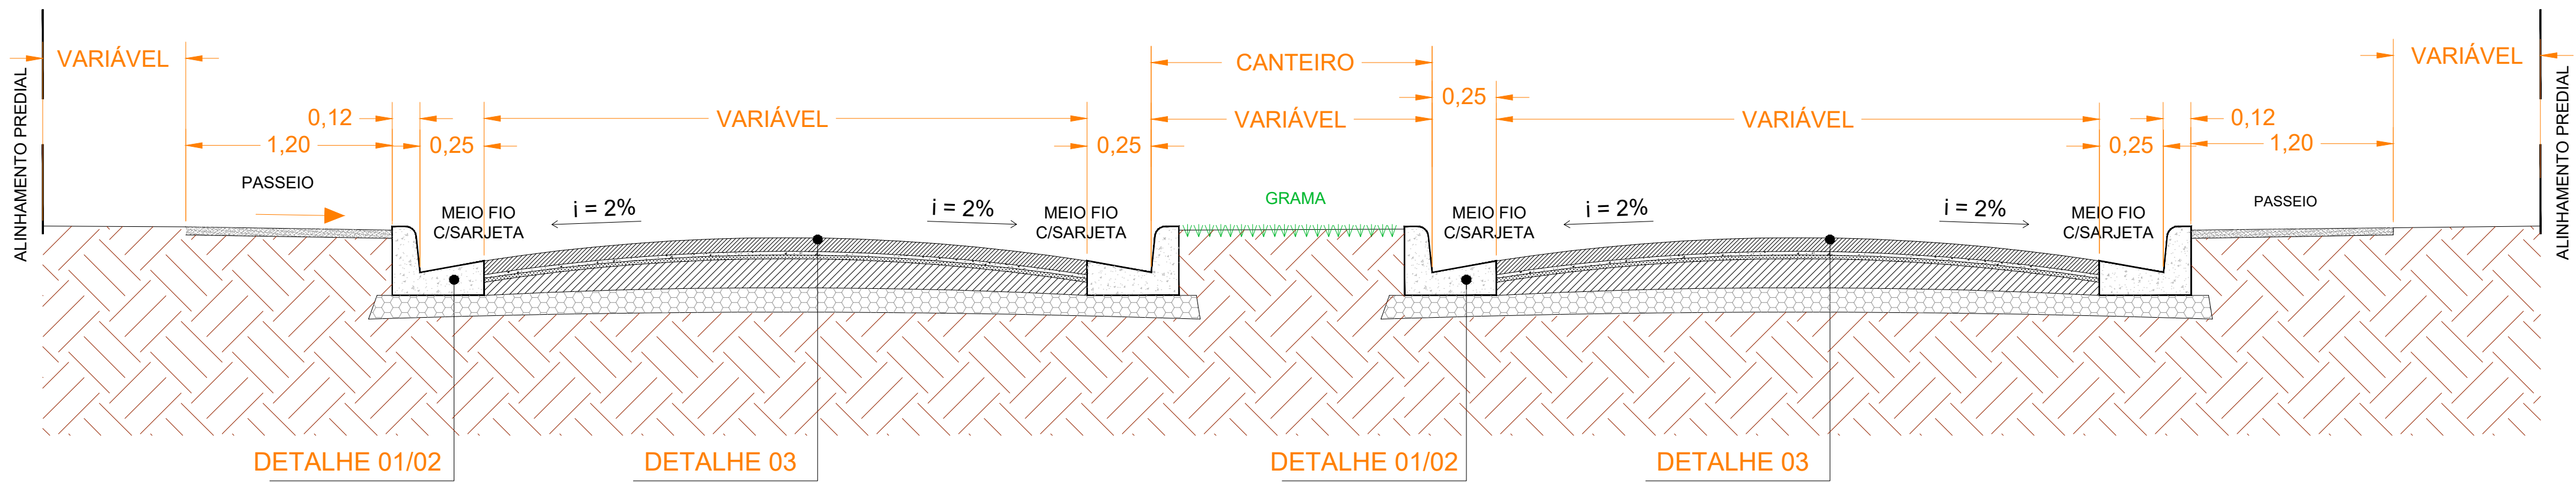 VARIÁVEL
CANTEIRO
VARIÁVEL
0,12
VARIÁVEL
VARIÁVEL
0,25
VARIÁVEL
0,12
1,20
0,25
0,25
0,25
1,20
ALINHAMENTO PREDIAL
PASSEIO
MEIO FIO
C/SARJETA
i = 2%
i = 2%
MEIO FIO
C/SARJETA
GRAMA
MEIO FIO
C/SARJETA
i = 2%
i = 2%
MEIO FIO
C/SARJETA
PASSEIO
ALINHAMENTO PREDIAL
DETALHE 01/02
DETALHE 03
DETALHE 01/02
DETALHE 03